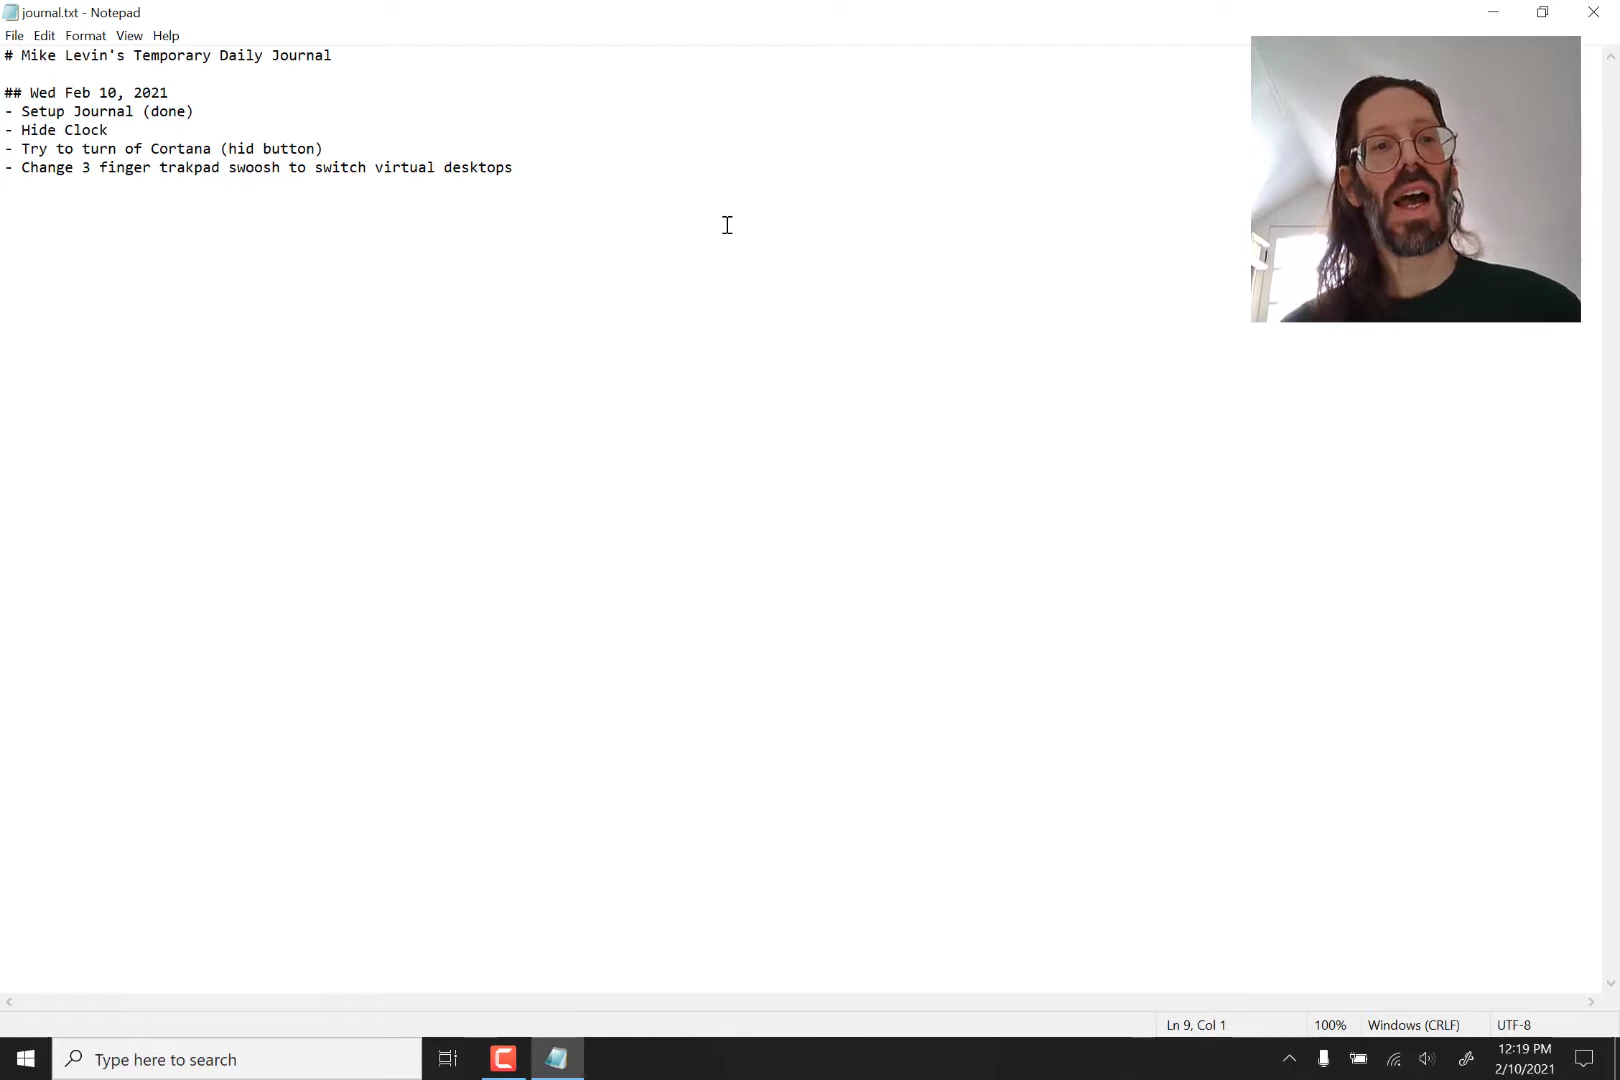 journal.txt - Notepad
File Edit Format View Help
# Mike Levin's Temporary Daily Journal
## Wed Feb 10, 2021
- Setup Journal (done)
- Hide Clock
- Try to turn of Cortana (hid button)
- Change 3 finger trakpad swoosh to switch virtual desktops
Ln 9, Col 1 100% Windows (CRLF) UTF-8
Type here to search
12:19 PM
2/10/2021